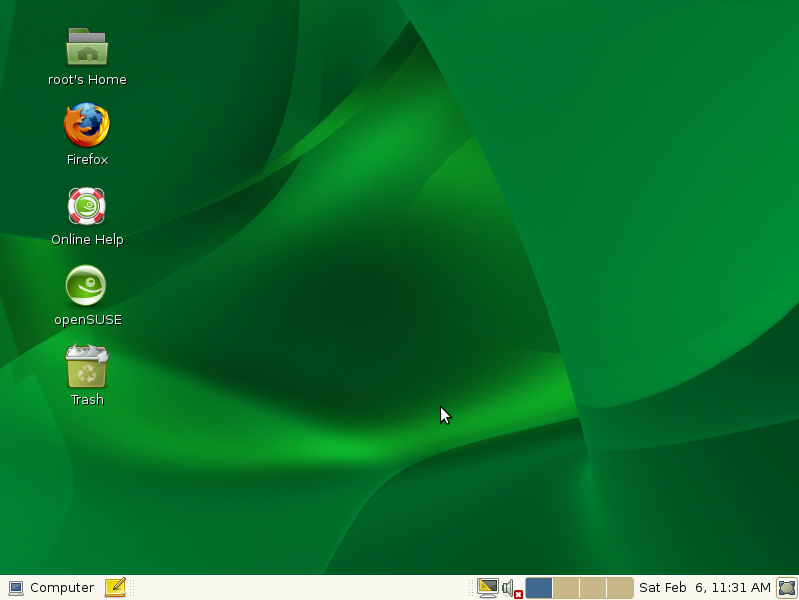 root's Home
Firefox
Online Help
openSUSE
Trash
Computer
Sat Feb 6, 11:31 AM